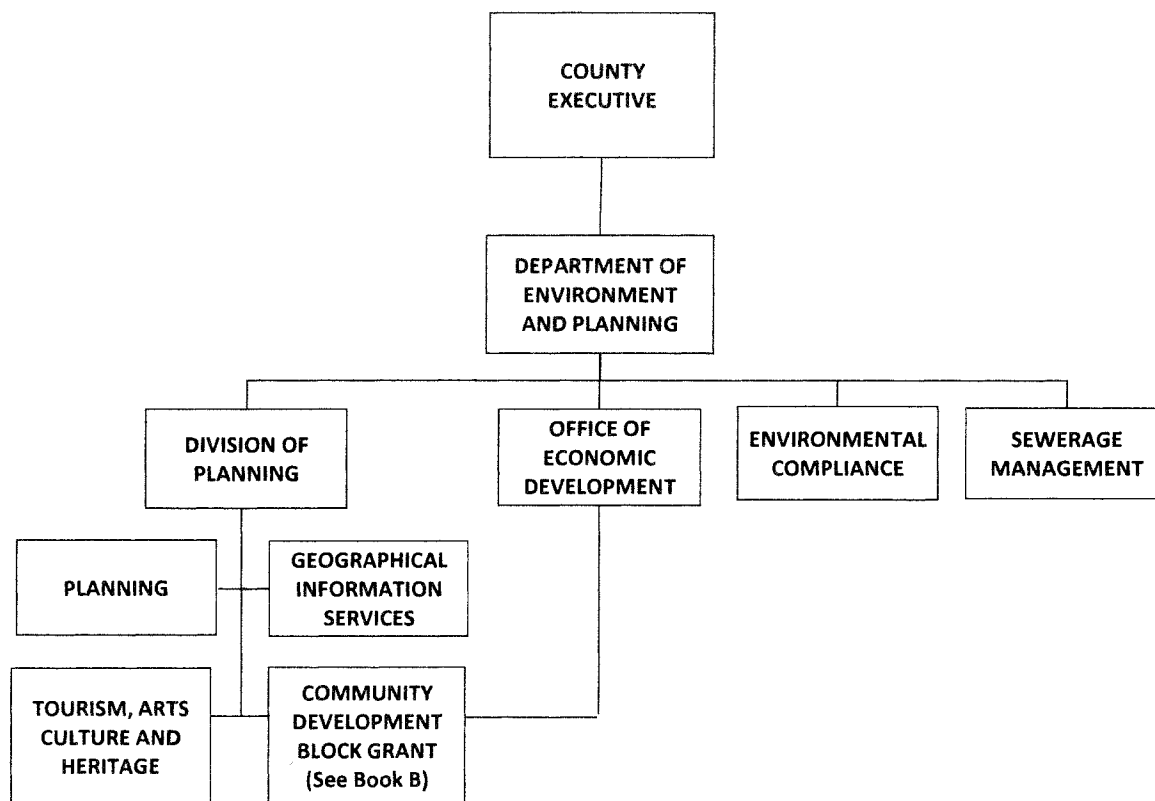 COUNTY
EXECUTIVE
DEPARTMENT OF
ENVIRONMENT
AND PLANNING
DIVISION OF
PLANNING
OFFICE OF
ECONOMIC
DEVELOPMENT
ENVIRONMENTAL
COMPLIANCE
SEWERAGE
MANAGEMENT
PLANNING
GEOGRAPHICAL
INFORMATION
SERVICES
TOURISM, ARTS
CULTURE AND
HERITAGE
COMMUNITY
DEVELOPMENT
BLOCK GRANT
(See Book B)